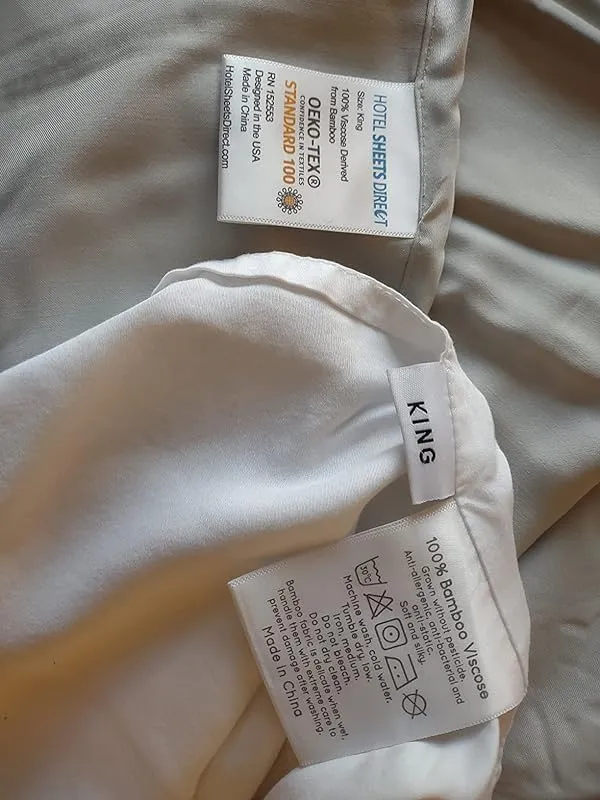 HOTEL SHEETS DIRECT
Size: King
100% Viscose Derived
from Bamboo
OEKO-TEX®
CONFIDENCE IN TEXTILES
STANDARD 100
RN 152553
Designed in the USA
Made in China
HotelSheetsDirect.com
KING
100% Bamboo Viscose
Grown without pesticide.
Anti-allergenic, anti-bacterial and
anti-static.
Soft and silky.
30°C
Machine wash, cold water.
Tumble dry, low.
Iron, medium.
Do not bleach.
Do not dry clean.
Bamboo fabric is delicate when wet,
handle them with extreme care to
prevent damage after washing.
Made in China